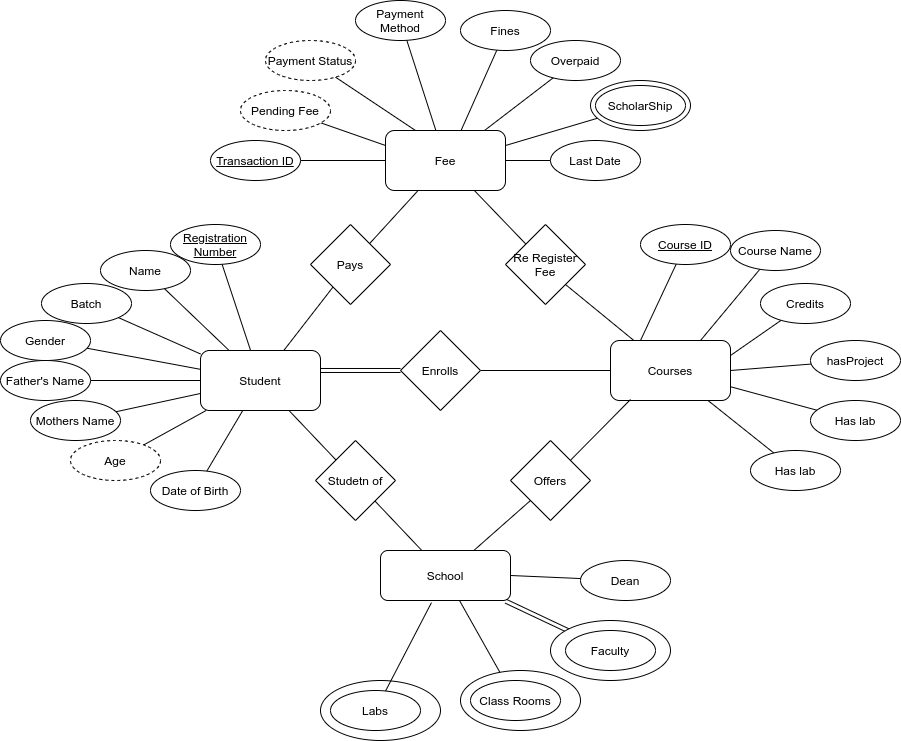 Payment
Method
Fines
Payment Status
Overpaid
Pending Fee
ScholarShip
Transaction ID
Fee
Last Date
Registration
Number
Course ID
Course Name
Name
Pays
Re Register
Fee
Batch
Credits
Gender
hasProject
Father's Name
Student
Enrolls
Courses
Mothers Name
Has lab
Age
Has lab
Date of Birth
Studetn of
Offers
School
Dean
Faculty
Labs
Class Rooms